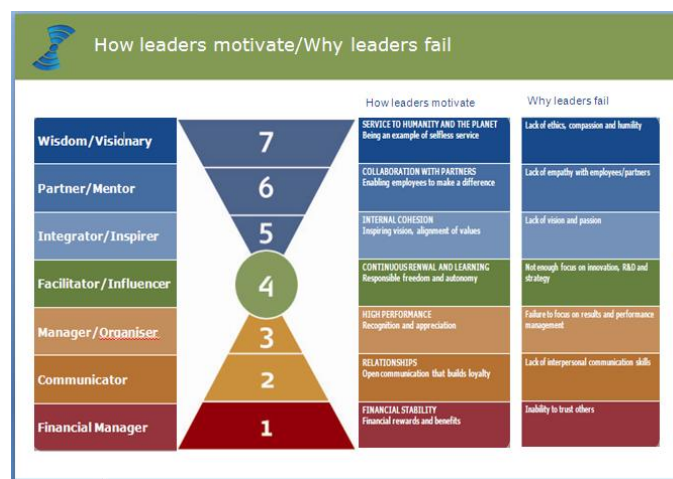 How leaders motivate/Why leaders fail
How leaders motivate
Why leaders fail
Wisdom/Visionary
7
SERVICE TO HUMANITY AND THE PLANET
Being an example of selfless service
Lack of ethics, compassion and humility
Partner/Mentor
6
COLLABORATION WITH PARTNERS
Enabling employees to make a difference
Lack of empathy with employees/partners
Integrator/Inspirer
5
INTERNAL COHESION
Inspiring vision, alignment of values
Lack of vision and passion
Facilitator/Influencer
4
CONTINUOUS RENWAL AND LEARNING
Responsible freedom and autonomy
Not enough focus on innovation, R&D and
strategy
Manager/Organiser
3
HIGH PERFORMANCE
Recognition and appreciation
Failure to focus on results and performance
management
Communicator
2
RELATIONSHIPS
Open communication that builds loyalty
Lack of interpersonal communication skills
Financial Manager
1
FINANCIAL STABILITY
Financial rewards and benefits
Inability to trust others